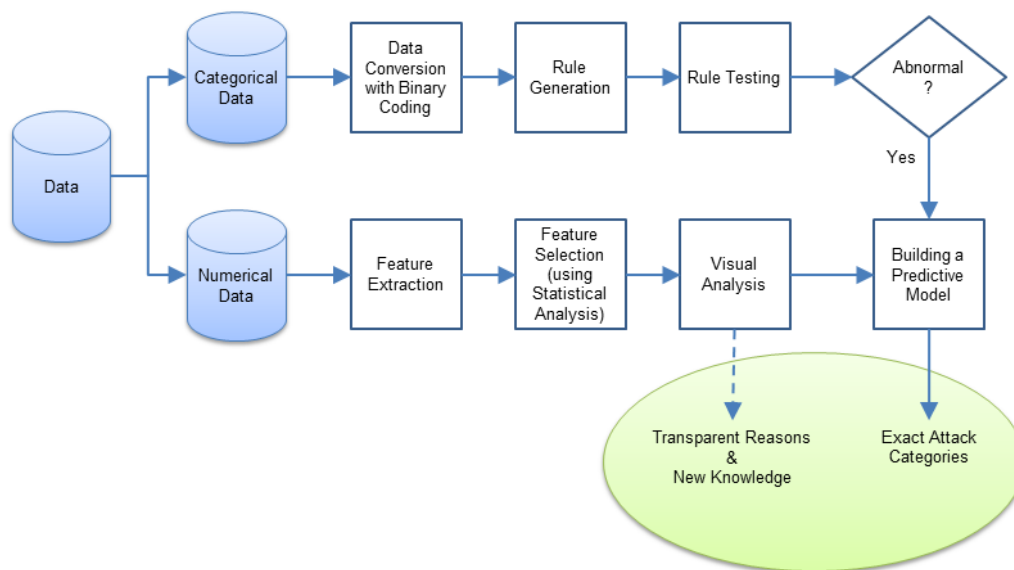 Data
Categorical
Data
Data
Conversion
with Binary
Coding
Rule
Generation
Rule Testing
Abnormal
?
Yes
Numerical
Data
Feature
Extraction
Feature
Selection
(using
Statistical
Analysis)
Visual
Analysis
Building a
Predictive
Model
Transparent Reasons
&
New Knowledge
Exact Attack
Categories